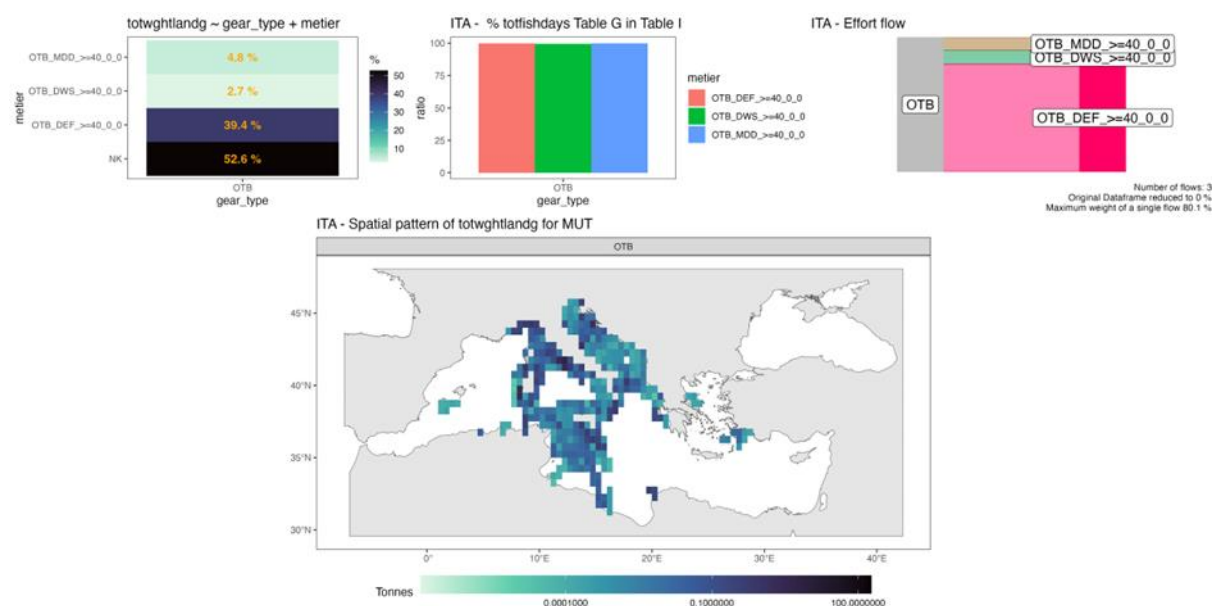 totwghtlandg ~ gear_type + metier
metier
OTB_MDD_>=40_0_0
OTB_DWS_>=40_0_0
OTB_DEF_>=40_0_0
NK
4.8 %
2.7 %
39.4 %
52.6 %
OTB
gear_type
%
50
40
30
20
10
ITA - % totfishdays Table G in Table I
ratio
100
75
50
25
0
OTB
gear_type
metier
OTB_DEF_>=40_0_0
OTB_DWS_>=40_0_0
OTB_MDD_>=40_0_0
ITA - Effort flow
OTB
OTB_MDD_>=40_0_0
OTB_DWS_>=40_0_0
OTB_DEF_>=40_0_0
Number of flows: 3
Original Dataframe reduced to 0 %
Maximum weight of a single flow 80.1 %
ITA - Spatial pattern of totwghtlandg for MUT
OTB
45°N
40°N
35°N
30°N
0°
10°E
20°E
30°E
40°E
Tonnes
0.0001000
0.1000000
100.0000000